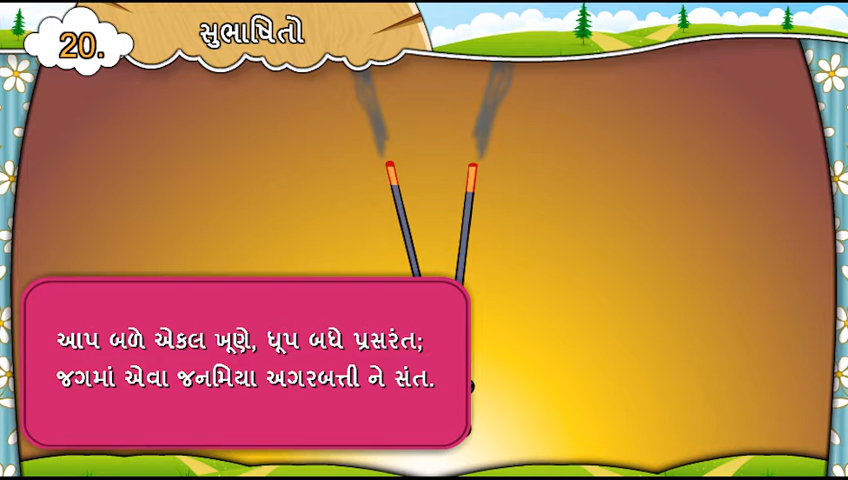 20.
સુભાષિતો
આપ બળે એકલ ખૂણે, ધૂપ બધે પ્રસરંત;
જગમાં એવા જનમિયા અગરબત્તી ને સંત.